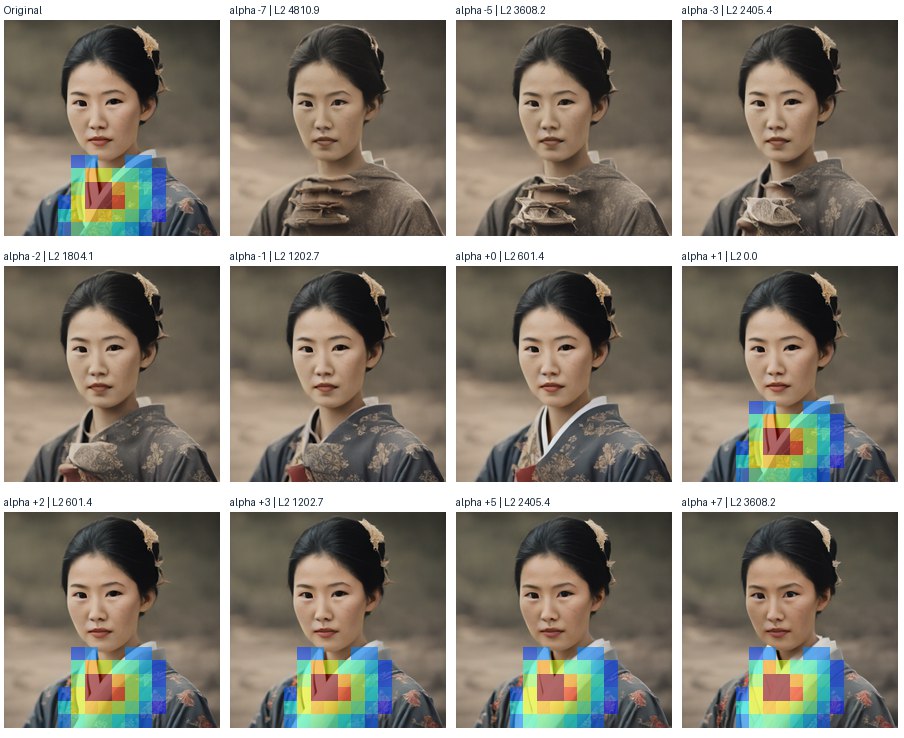 Original
alpha -7 | L2 4810.9
alpha -5 | L2 3608.2
alpha -3 | L2 2405.4
alpha -2 | L2 1804.1
alpha -1 | L2 1202.7
alpha +0 | L2 601.4
alpha +1 | L2 0.0
alpha +2 | L2 601.4
alpha +3 | L2 1202.7
alpha +5 | L2 2405.4
alpha +7 | L2 3608.2